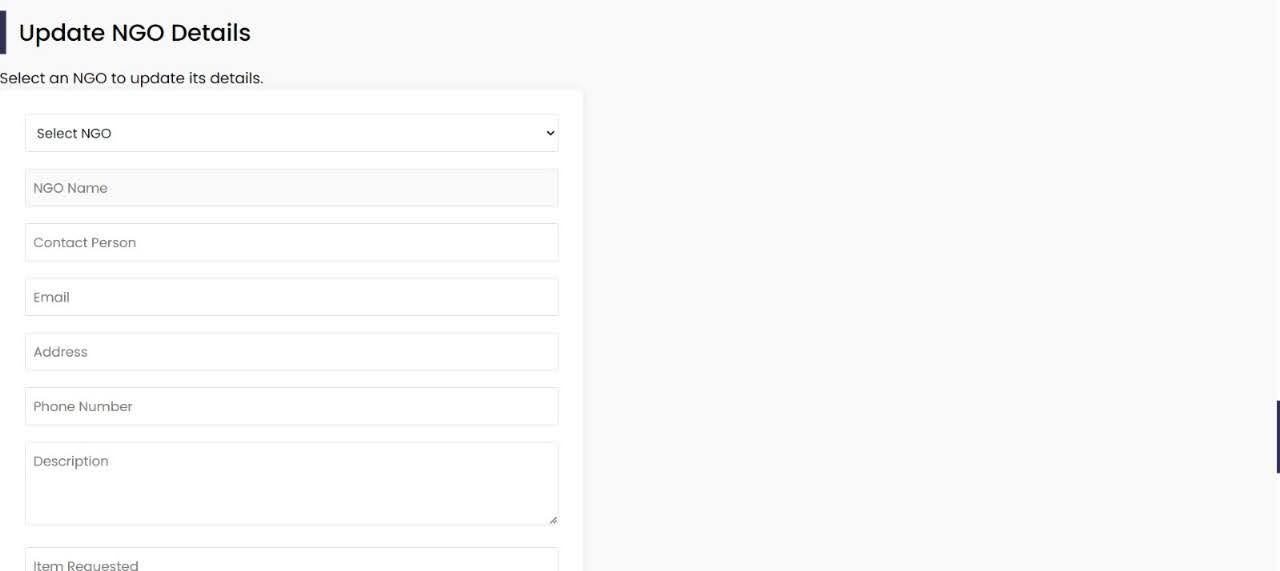 Update NGO Details
Select an NGO to update its details.
Select NGO
NGO Name
Contact Person
Email
Address
Phone Number
Description
Item Requested